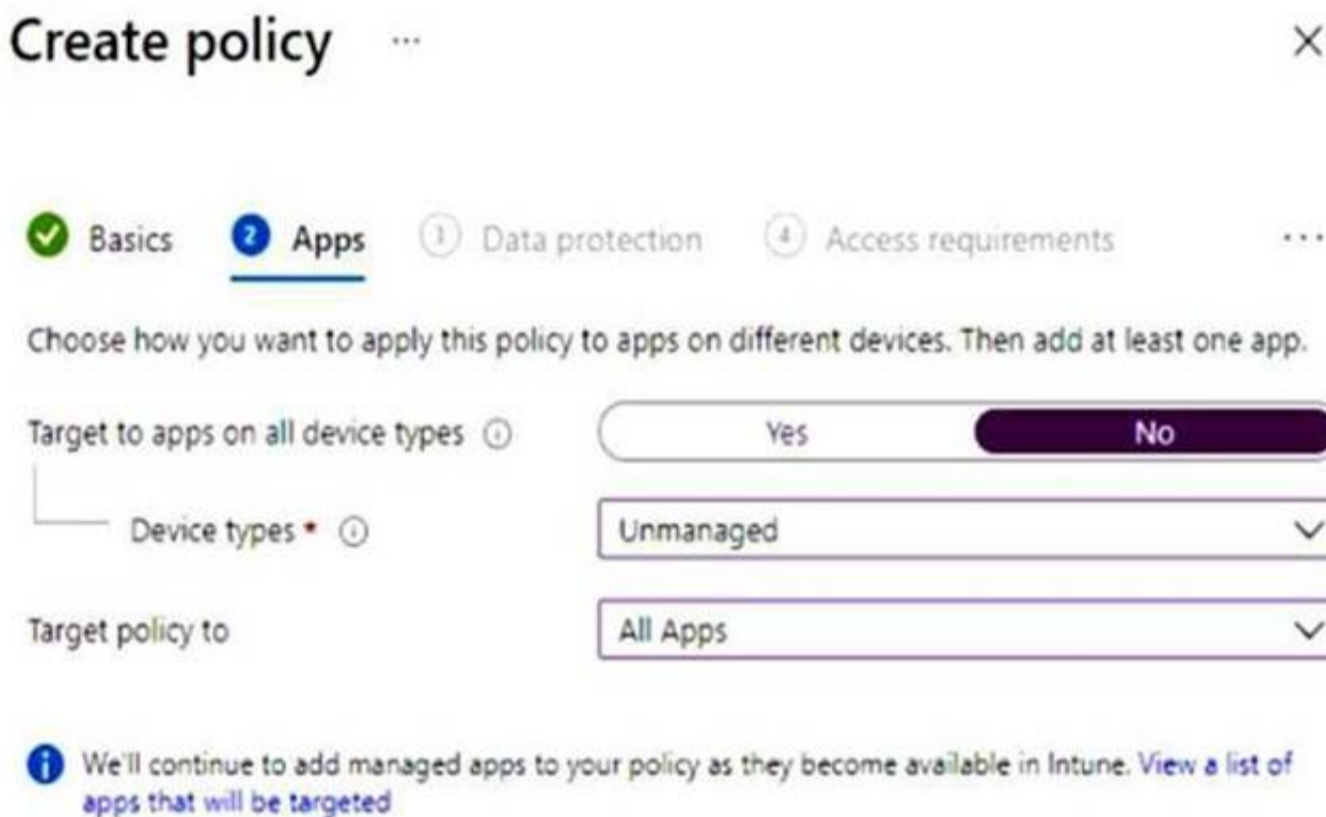 Create policy ...
Basics 2 Apps 3 Data protection 4 Access requirements ...
Choose how you want to apply this policy to apps on different devices. Then add at least one app.
Target to apps on all device types Yes No
Device types * Unmanaged
Target policy to All Apps
We'll continue to add managed apps to your policy as they become available in Intune. View a list of
apps that will be targeted